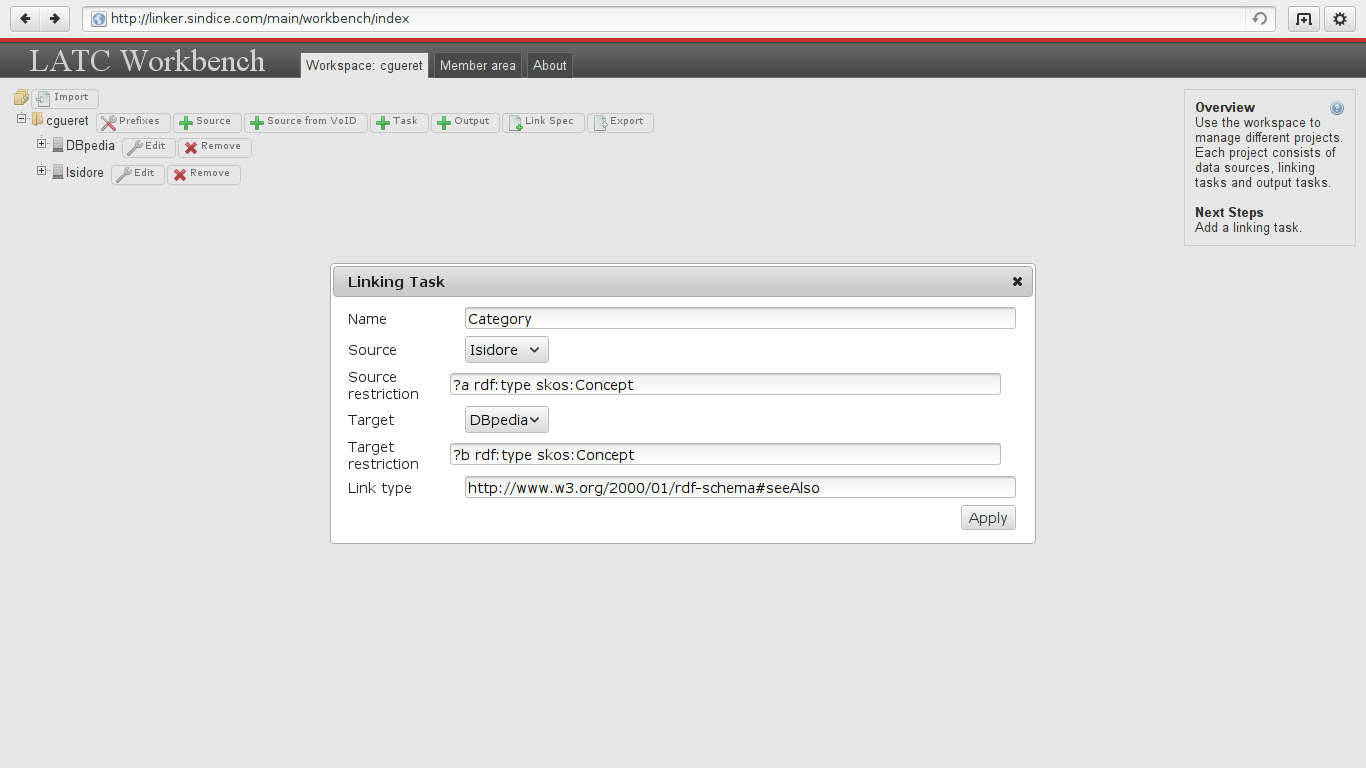 http://linker.sindice.com/main/workbench/index
LATC Workbench
Workspace: cgueret Member area About
Import
cgueret Prefixes Source Source from VoID Task Output Link Spec Export
DBpedia Edit Remove
Isidore Edit Remove
Overview
Use the workspace to
manage different projects.
Each project consists of
data sources, linking
tasks and output tasks.
Next Steps
Add a linking task.
Linking Task
Name Category
Source Isidore
Source
restriction ?a rdf:type skos:Concept
Target DBpedia
Target
restriction ?b rdf:type skos:Concept
Link type http://www.w3.org/2000/01/rdf-schema#seeAlso
Apply